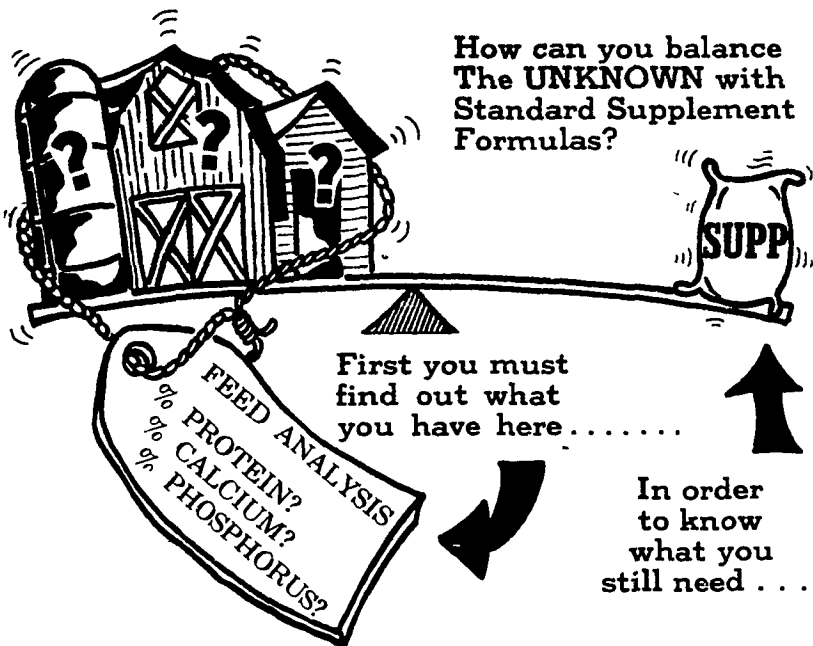 How can you balance
The UNKNOWN with
Standard Supplement
Formulas?
? ? ?
SUPP
First you must
find out what
you have here.......
FEED ANALYSIS
% PROTEIN?
% CALCIUM?
% PHOSPHORUS?
In order
to know
what you
still need . . .